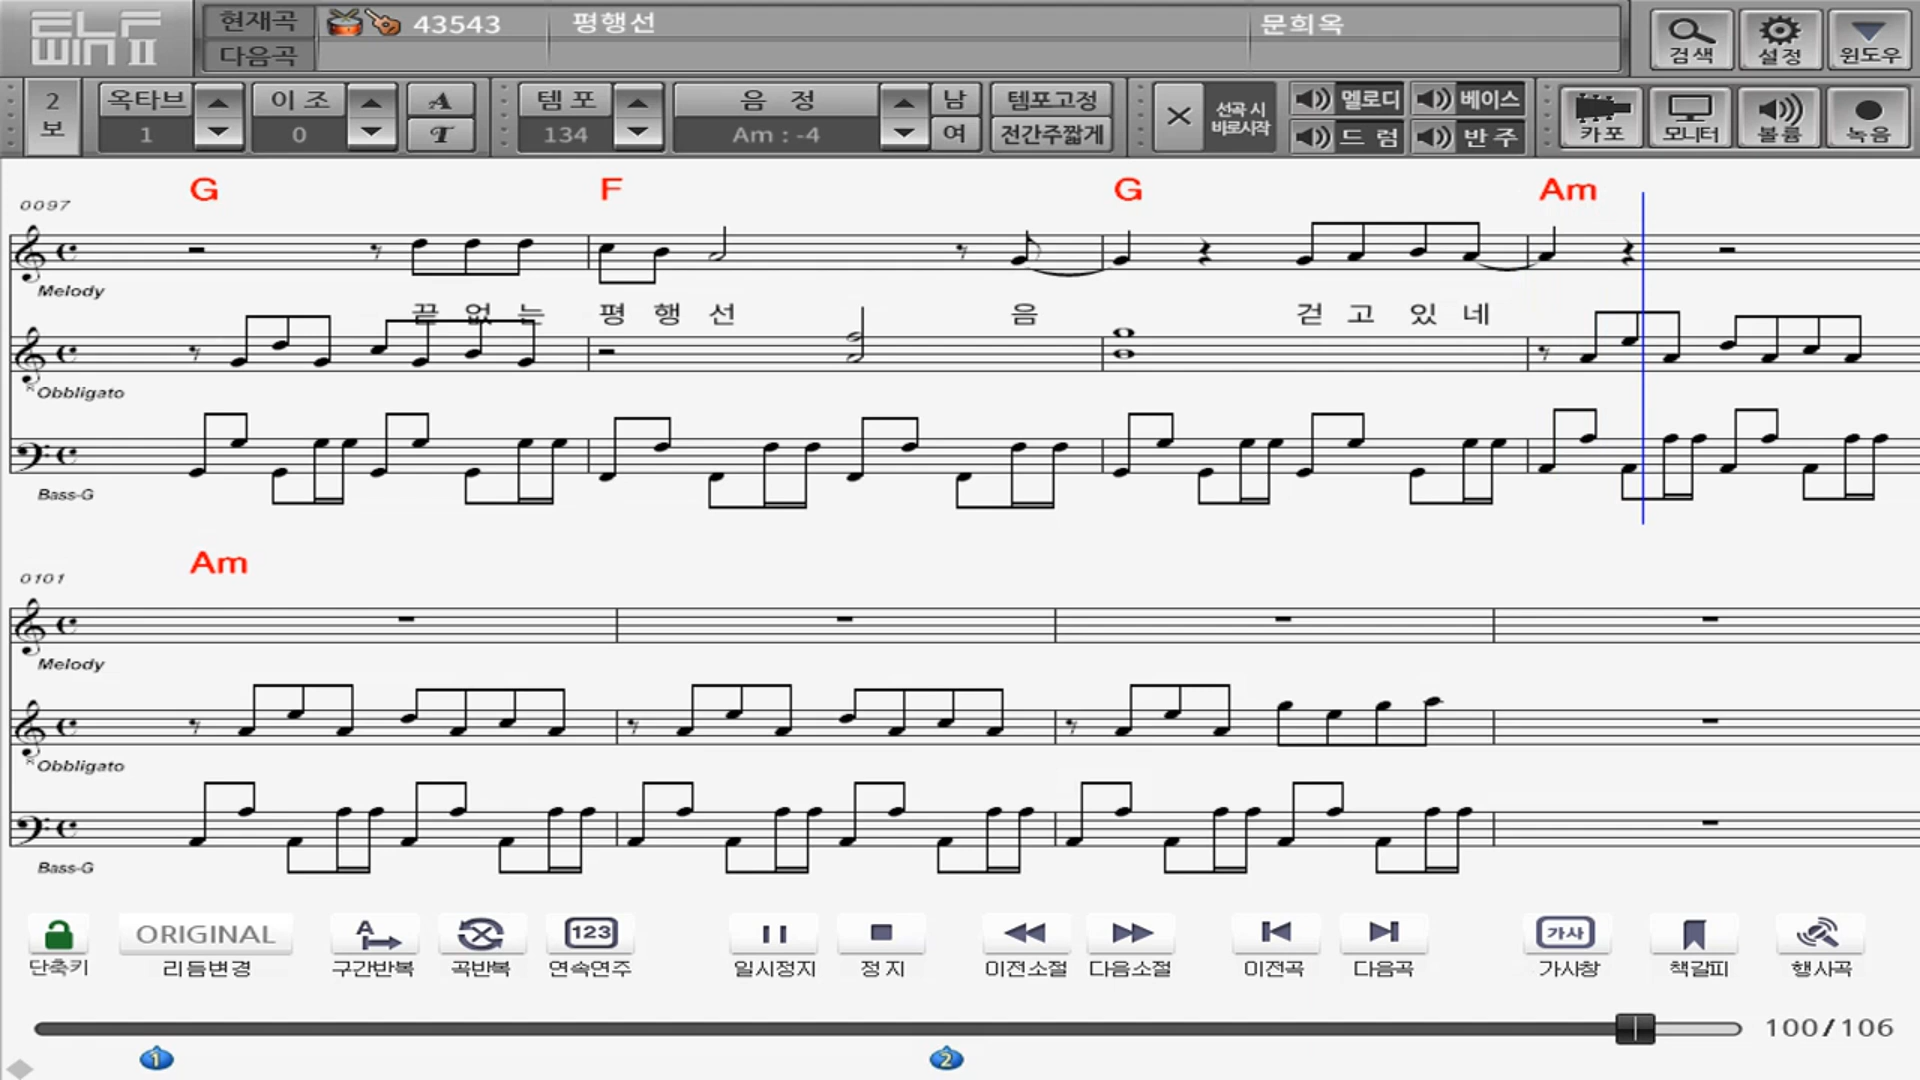 ELF
WIN II
현재곡 43543 평행선 문희옥
다음곡
검색 설정 윈도우
2보
옥타브 1
이조 0
A
T
템포 134
음정 Am : -4
남
여
템포고정
전간주짧게
선곡 시
바로시작
멜로디 베이스
드럼 반주
카포 모니터 볼륨 녹음
G F G Am
0097
Melody
끝 없 는 평 행 선 음 걷 고 있 네
Obbligato
Bass-G
Am
0101
Melody
Obbligato
Bass-G
ORIGINAL A 123 가사
단축키 리듬변경 구간반복 곡반복 연속연주 일시정지 정지 이전소절 다음소절 이전곡 다음곡 가사창 책갈피 행사곡
100/106
1 2